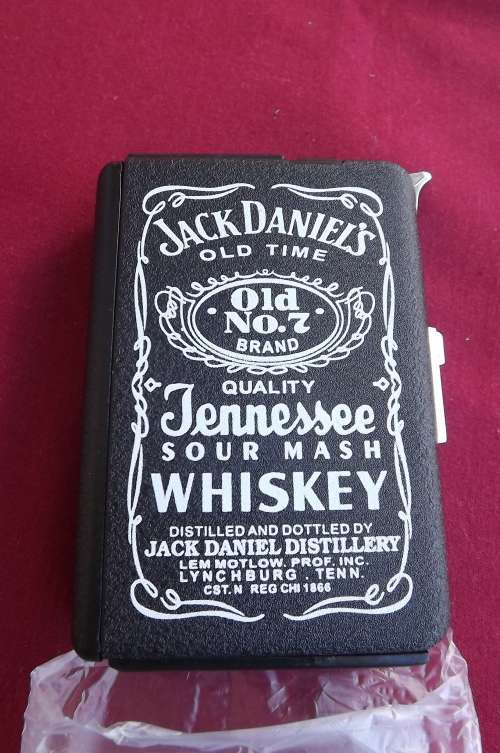 JACK DANIEL'S
OLD TIME
Old
No.7
BRAND
QUALITY
Tennessee
SOUR MASH
WHISKEY
DISTILLED AND DOTTLED BY
JACK DANIEL DISTILLERY
LEM MOTLOW. PROF. INC.
LYNCHBURG . TENN.
CST. N REG CHI 1866